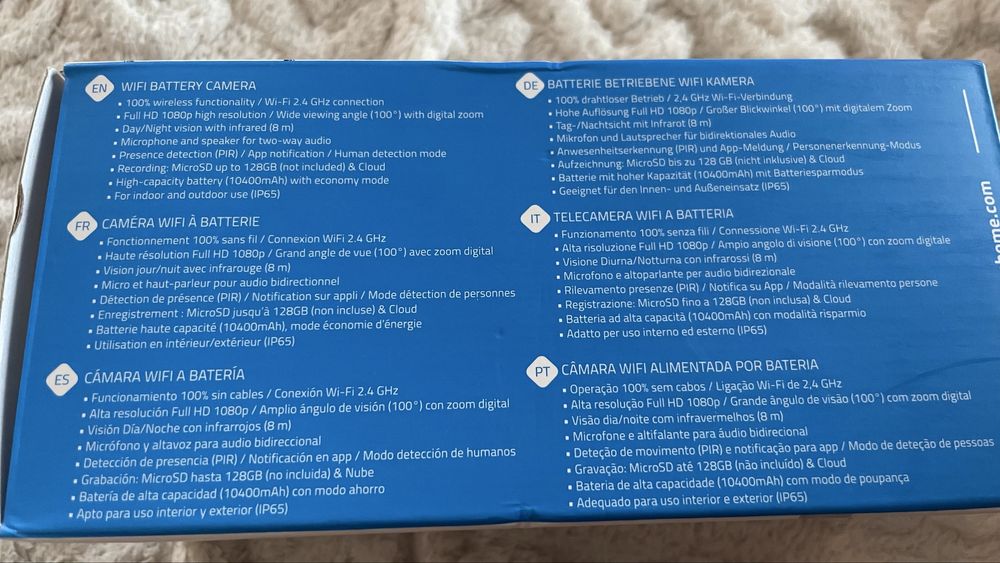 EN WIFI BATTERY CAMERA
▪ 100% wireless functionality / Wi-Fi 2.4 GHz connection
▪ Full HD 1080p high resolution / Wide viewing angle (100°) with digital zoom
▪ Day/Night vision with infrared (8 m)
▪ Microphone and speaker for two-way audio
▪ Presence detection (PIR) / App notification / Human detection mode
▪ Recording: MicroSD up to 128GB (not included) & Cloud
▪ High-capacity battery (10400mAh) with economy mode
▪ For indoor and outdoor use (IP65)
FR CAMÉRA WIFI À BATTERIE
▪ Fonctionnement 100% sans fil / Connexion WiFi 2.4 GHz
▪ Haute résolution Full HD 1080p / Grand angle de vue (100°) avec zoom digital
▪ Vision jour/nuit avec infrarouge (8 m)
▪ Micro et haut-parleur pour audio bidirectionnel
▪ Détection de présence (PIR) / Notification sur appli / Mode détection de personnes
▪ Enregistrement : MicroSD jusqu'à 128GB (non incluse) & Cloud
▪ Batterie haute capacité (10400mAh), mode économie d'énergie
▪ Utilisation en intérieur/extérieur (IP65)
ES CÁMARA WIFI A BATERÍA
▪ Funcionamiento 100% sin cables / Conexión Wi-Fi 2.4 GHz
▪ Alta resolución Full HD 1080p / Amplio ángulo de visión (100°) con zoom digital
▪ Visión Día/Noche con infrarrojos (8 m)
▪ Micrófono y altavoz para audio bidireccional
▪ Detección de presencia (PIR) / Notificación en app / Modo detección de humanos
▪ Grabación: MicroSD hasta 128GB (no incluida) & Nube
▪ Batería de alta capacidad (10400mAh) con modo ahorro
▪ Apto para uso interior y exterior (IP65)
DE BATTERIE BETRIEBENE WIFI KAMERA
▪ 100% drahtloser Betrieb / 2,4 GHz Wi-Fi-Verbindung
▪ Hohe Auflösung Full HD 1080p / Großer Blickwinkel (100°) mit digitalem Zoom
▪ Tag-/Nachtsicht mit Infrarot (8 m)
▪ Mikrofon und Lautsprecher für bidirektionales Audio
▪ Anwesenheitserkennung (PIR) und App-Meldung / Personenerkennung-Modus
▪ Aufzeichnung: MicroSD bis zu 128 GB (nicht inklusive) & Cloud
▪ Batterie mit hoher Kapazität (10400mAh) mit Batteriesparmodus
▪ Geeignet für den Innen- und Außeneinsatz (IP65)
IT TELECAMERA WIFI A BATTERIA
▪ Funzionamento 100% senza fili / Connessione Wi-Fi 2.4 GHz
▪ Alta risoluzione Full HD 1080p / Ampio angolo di visione (100°) con zoom digitale
▪ Visione Diurna/Notturna con infrarossi (8 m)
▪ Microfono e altoparlante per audio bidirezionale
▪ Rilevamento presenze (PIR) / Notifica su App / Modalità rilevamento persone
▪ Registrazione: MicroSD fino a 128GB (non inclusa) & Cloud
▪ Batteria ad alta capacità (10400mAh) con modalità risparmio
▪ Adatto per uso interno ed esterno (IP65)
PT CÂMARA WIFI ALIMENTADA POR BATERIA
▪ Operação 100% sem cabos / Ligação Wi-Fi de 2,4 GHz
▪ Alta resolução Full HD 1080p / Grande ângulo de visão (100°) com zoom digital
▪ Visão dia/noite com infravermelhos (8 m)
▪ Microfone e altifalante para áudio bidirecional
▪ Deteção de movimento (PIR) e notificação para app / Modo de deteção de pessoas
▪ Gravação: MicroSD até 128GB (não incluído) & Cloud
▪ Bateria de alta capacidade (10400mAh) com modo de poupança
▪ Adequado para uso interior e exterior (IP65)
home.com